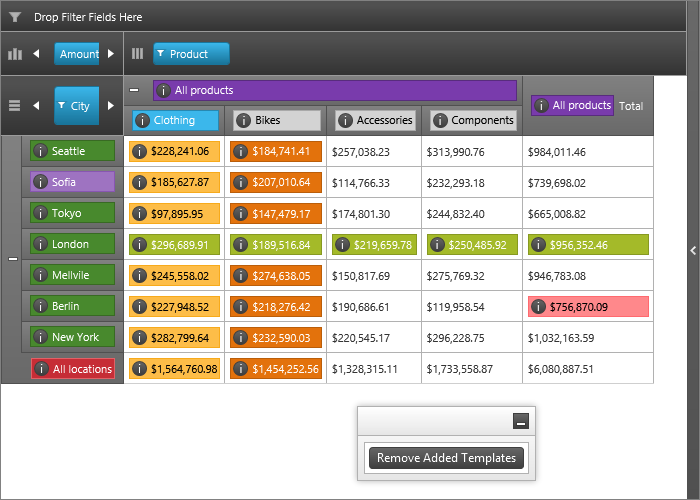 Drop Filter Fields Here
Amount Product
City All products All products Total
Clothing Bikes Accessories Components
Seattle $228,241.06 $184,741.41 $257,038.23 $313,990.76 $984,011.46
Sofia $185,627.87 $207,010.64 $114,766.33 $232,293.18 $739,698.02
Tokyo $97,895.95 $147,479.17 $174,801.30 $244,832.40 $665,008.82
London $296,689.91 $189,516.84 $219,659.78 $250,485.92 $956,352.46
Mellvile $245,558.02 $274,638.05 $150,817.69 $275,769.32 $946,783.08
Berlin $227,948.52 $218,276.42 $190,686.61 $119,958.54 $756,870.09
New York $282,799.64 $232,590.03 $220,545.17 $296,228.75 $1,032,163.59
All locations $1,564,760.98 $1,454,252.56 $1,328,315.11 $1,733,558.87 $6,080,887.51
Remove Added Templates